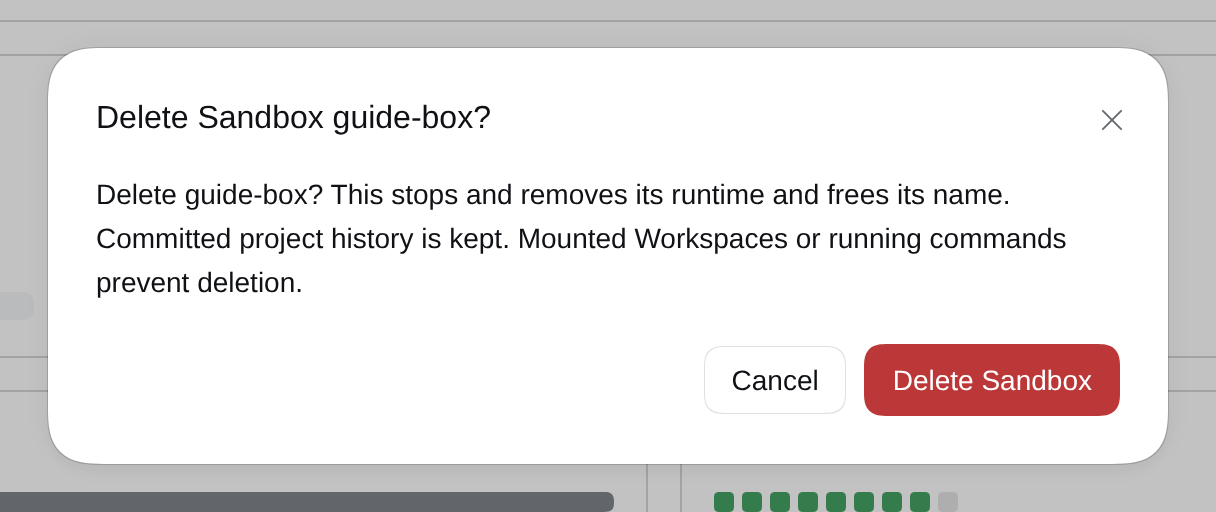 Delete Sandbox guide-box?
Delete guide-box? This stops and removes its runtime and frees its name.
Committed project history is kept. Mounted Workspaces or running commands
prevent deletion.
Cancel
Delete Sandbox